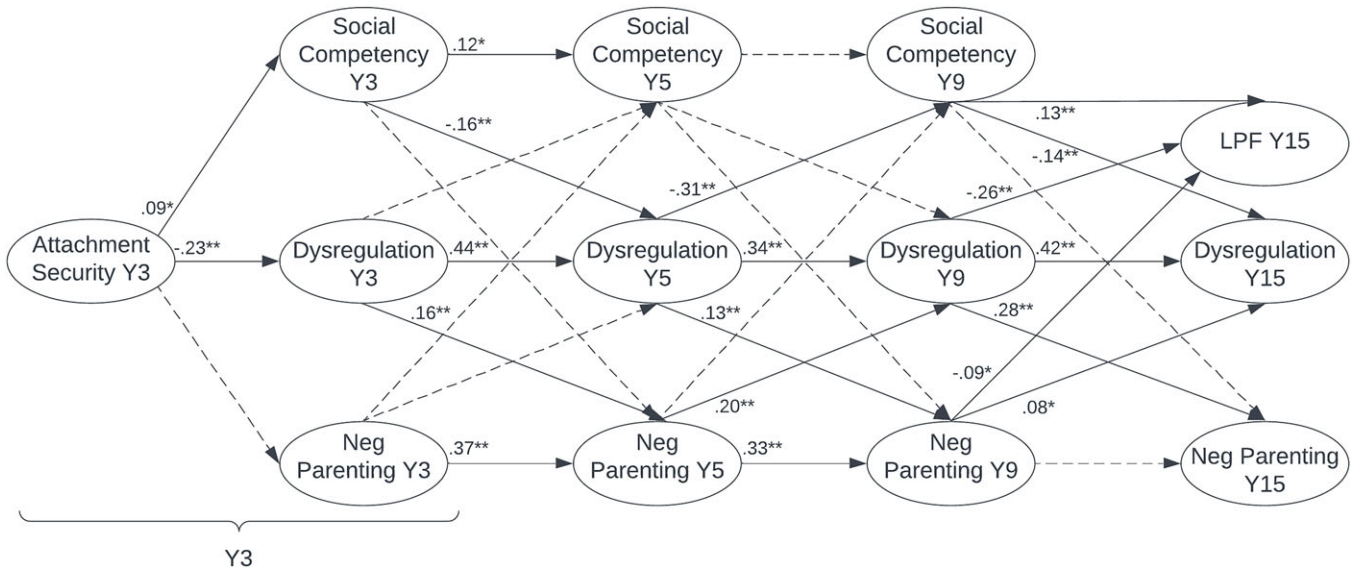 Social
Competency
Y3
.12*
Social
Competency
Y5
Social
Competency
Y9
.13**
-.16**
-.14**
LPF Y15
.09*
-.31**
-.26**
Attachment
Security Y3
-.23**
Dysregulation
Y3
.44**
Dysregulation
Y5
.34**
Dysregulation
Y9
.42**
Dysregulation
Y15
.16**
.13**
.28**
-.09*
.20**
.08*
Neg
Parenting Y3
.37**
Neg
Parenting Y5
.33**
Neg
Parenting Y9
Neg Parenting
Y15
Y3